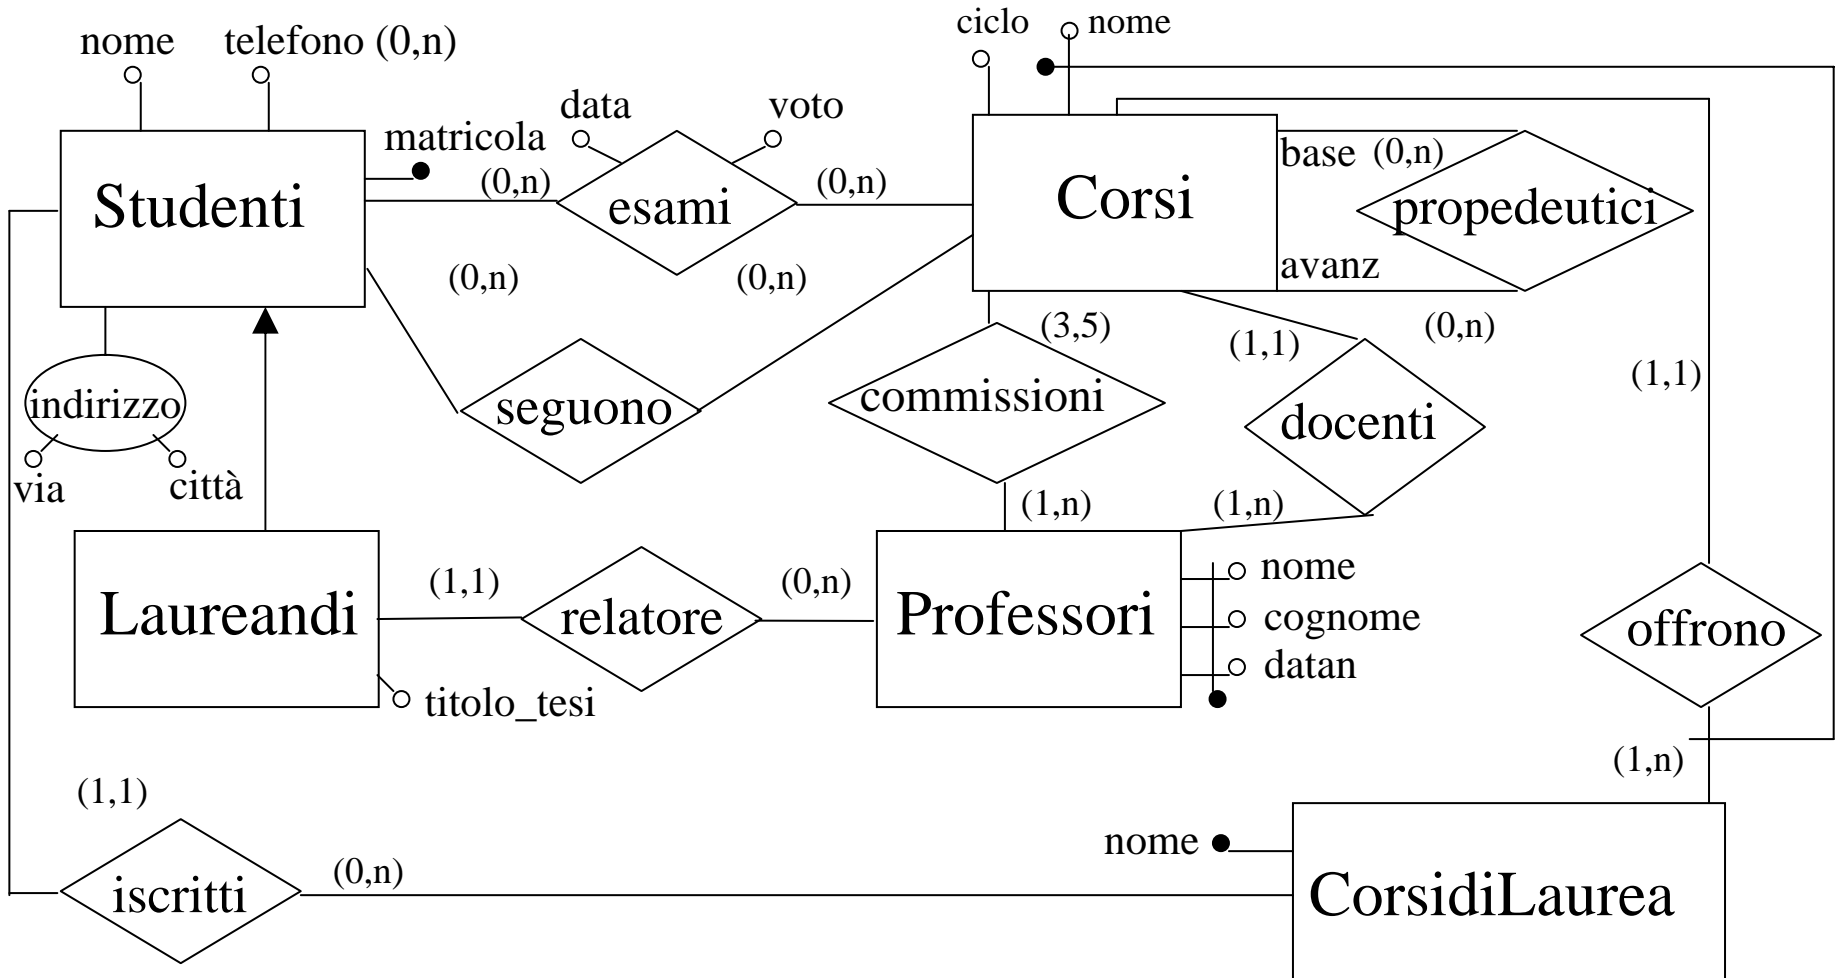 ciclo nome
nome telefono (0,n)
data voto
matricola
(0,n) (0,n)
base (0,n)
Studenti
esami
Corsi
propedeutici
avanz
(0,n) (0,n)
(3,5) (1,1) (0,n)
(1,1)
indirizzo
seguono
commissioni
docenti
via città
(1,n) (1,n)
(1,1) (0,n)
nome
Laureandi
relatore
Professori
cognome
offrono
datan
titolo_tesi
(1,n)
(1,1)
nome
(0,n)
iscritti
CorsidiLaurea